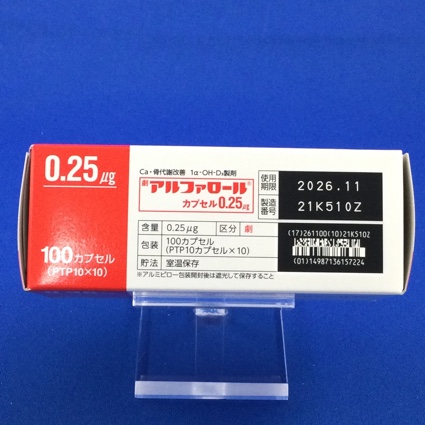 0.25μg
100カプセル
(PTP10×10)
Ca・骨代謝改善 1α-OH-D₃製剤
劇 アルファロール®
カプセル0.25μg
含量 0.25μg 区分 劇
包装 100カプセル
(PTP10カプセル×10)
貯法 室温保存
※アルミピロー包装開封後は遮光して保存すること
使用
期限 2026.11
製造
番号 21K510Z
(17)261100(10)21K510Z
(01)14987136157224